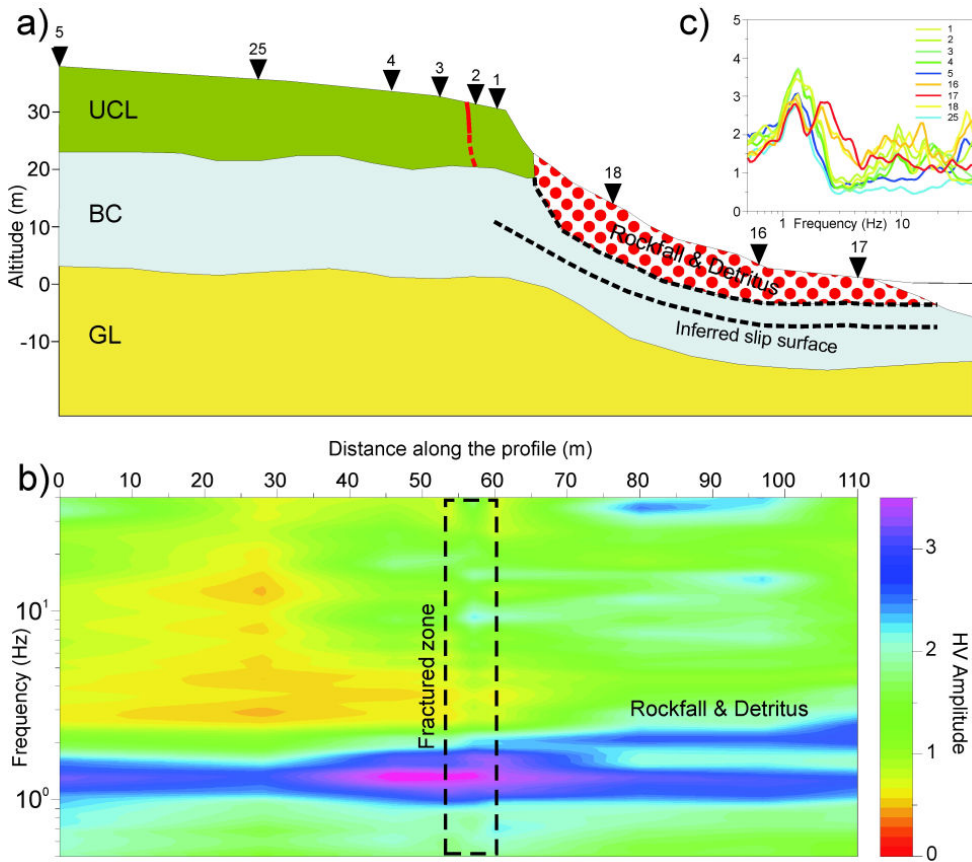 a)
5
25
4
3
2
1
18
16
17
UCL
BC
GL
Altitude (m)
30
20
10
0
-10
Rockfall & Detritus
Inferred slip surface
c)
5
4
3
2
1
0
1 Frequency (Hz) 10
1
2
3
4
5
16
17
18
25
b)
Distance along the profile (m)
0 10 20 30 40 50 60 70 80 90 100 110
Frequency (Hz)
10¹
10⁰
Fractured zone
Rockfall & Detritus
3
2
1
0
HV Amplitude